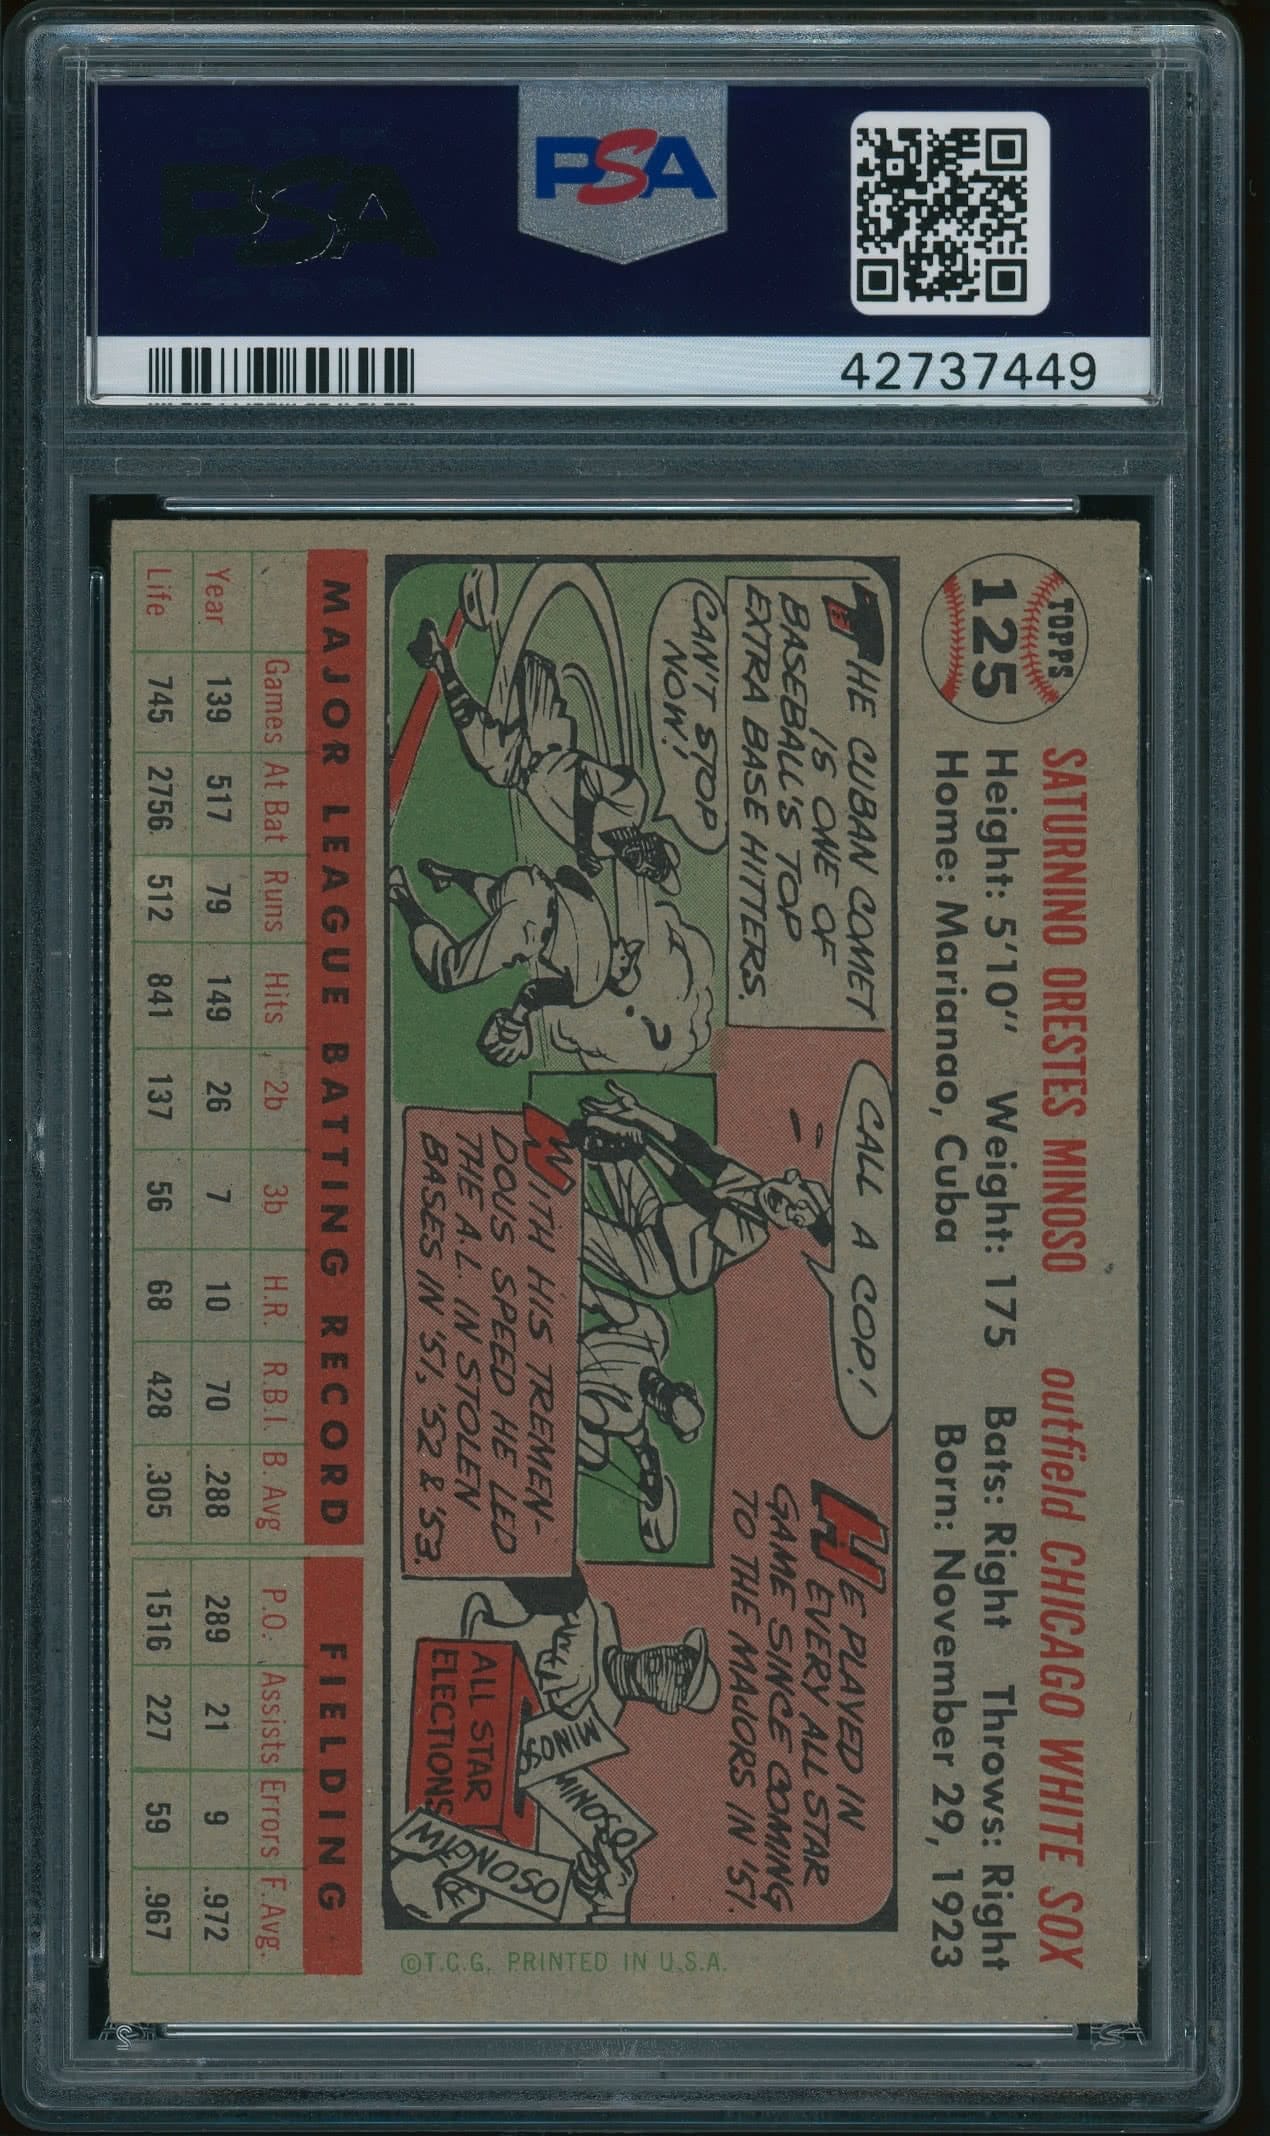 PSA
PSA
42737449
TOPPS
125
SATURNINO ORESTES MINOSO outfield CHICAGO WHITE SOX
Height: 5'10" Weight: 175 Bats: Right Throws: Right
Home: Marianao, Cuba Born: November 29, 1923
THE CUBAN COMET
IS ONE OF
BASEBALL'S TOP
EXTRA BASE HITTERS.
CAN'T STOP
NOW!
?
CALL A COP!
WITH HIS TREMEN-
DOUS SPEED HE LED
THE A.L. IN STOLEN
BASES IN '51, '52 & '53.
HE PLAYED IN
EVERY ALL STAR
GAME SINCE COMING
TO THE MAJORS IN '51.
MINOSO
MINOSO
MINOSO
ALL STAR
ELECTIONS
MAJOR LEAGUE BATTING RECORD FIELDING
Games At Bat Runs Hits 2b 3b H.R. R.B.I. B. Avg P.O. Assists Errors F. Avg.
Year 139 517 79 149 26 7 10 70 .288 289 21 9 .972
Life 745 2756 512 841 137 56 68 428 .305 1516 227 59 .967
©T.C.G. PRINTED IN U.S.A.